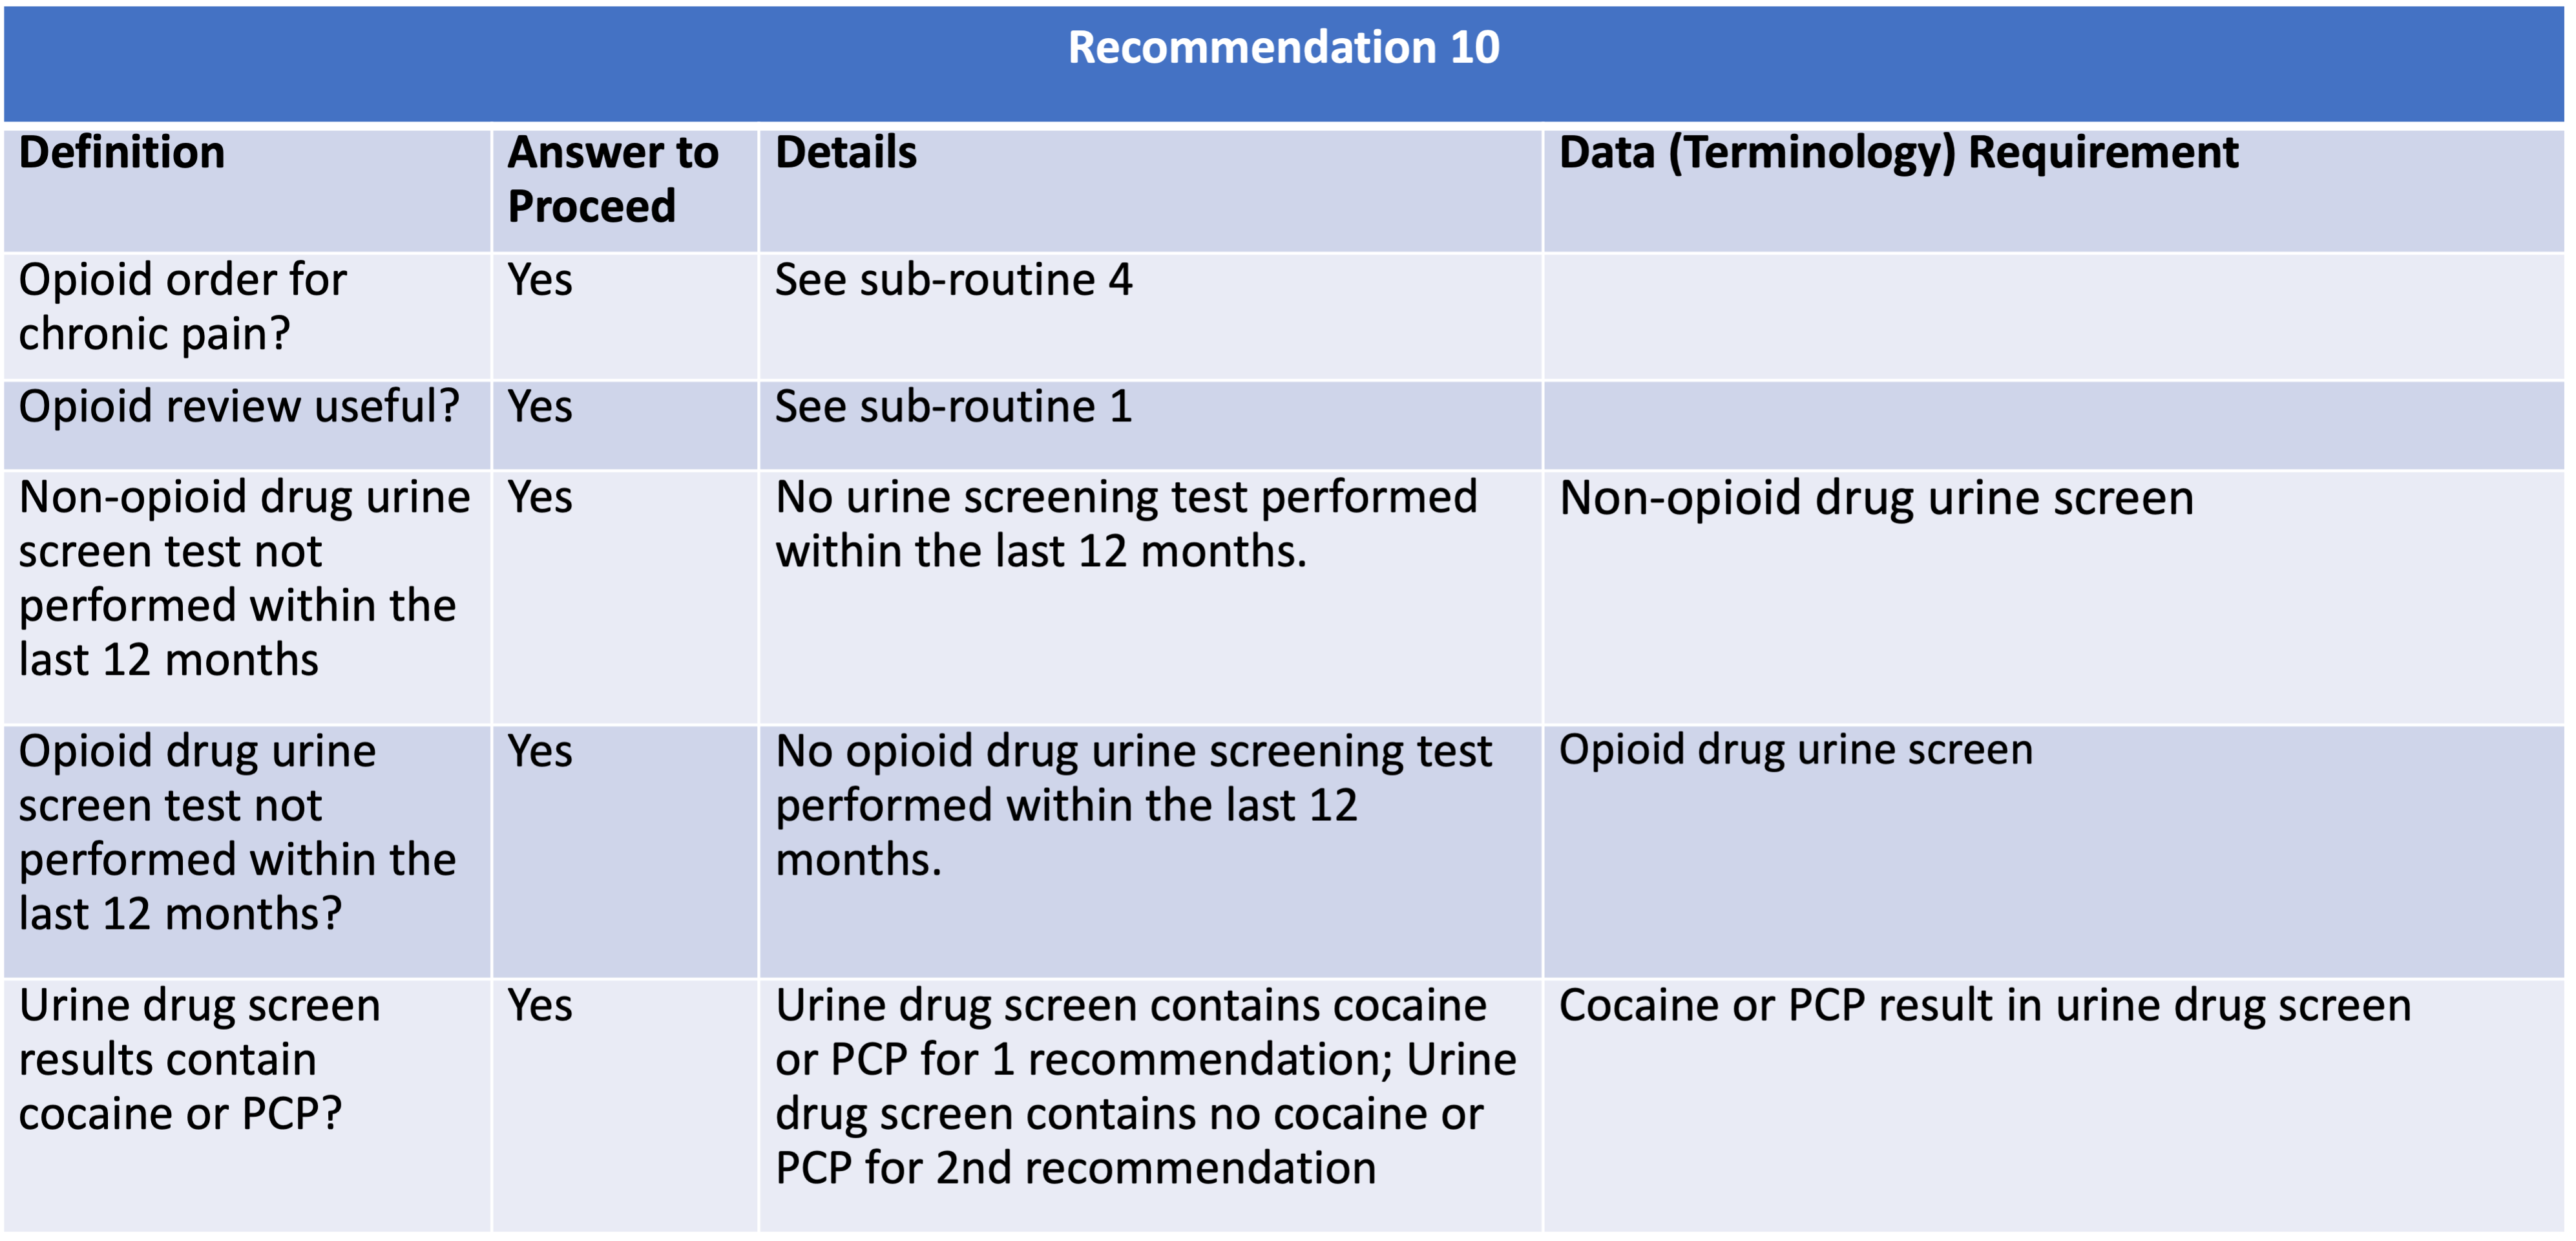 Recommendation 10
Definition
Answer to
Proceed
Details
Data (Terminology) Requirement
Opioid order for
chronic pain?
Yes
See sub-routine 4
Opioid review useful?
Yes
See sub-routine 1
Non-opioid drug urine
screen test not
performed within the
last 12 months
Yes
No urine screening test performed
within the last 12 months.
Non-opioid drug urine screen
Opioid drug urine
screen test not
performed within the
last 12 months?
Yes
No opioid drug urine screening test
performed within the last 12
months.
Opioid drug urine screen
Urine drug screen
results contain
cocaine or PCP?
Yes
Urine drug screen contains cocaine
or PCP for 1 recommendation; Urine
drug screen contains no cocaine or
PCP for 2nd recommendation
Cocaine or PCP result in urine drug screen